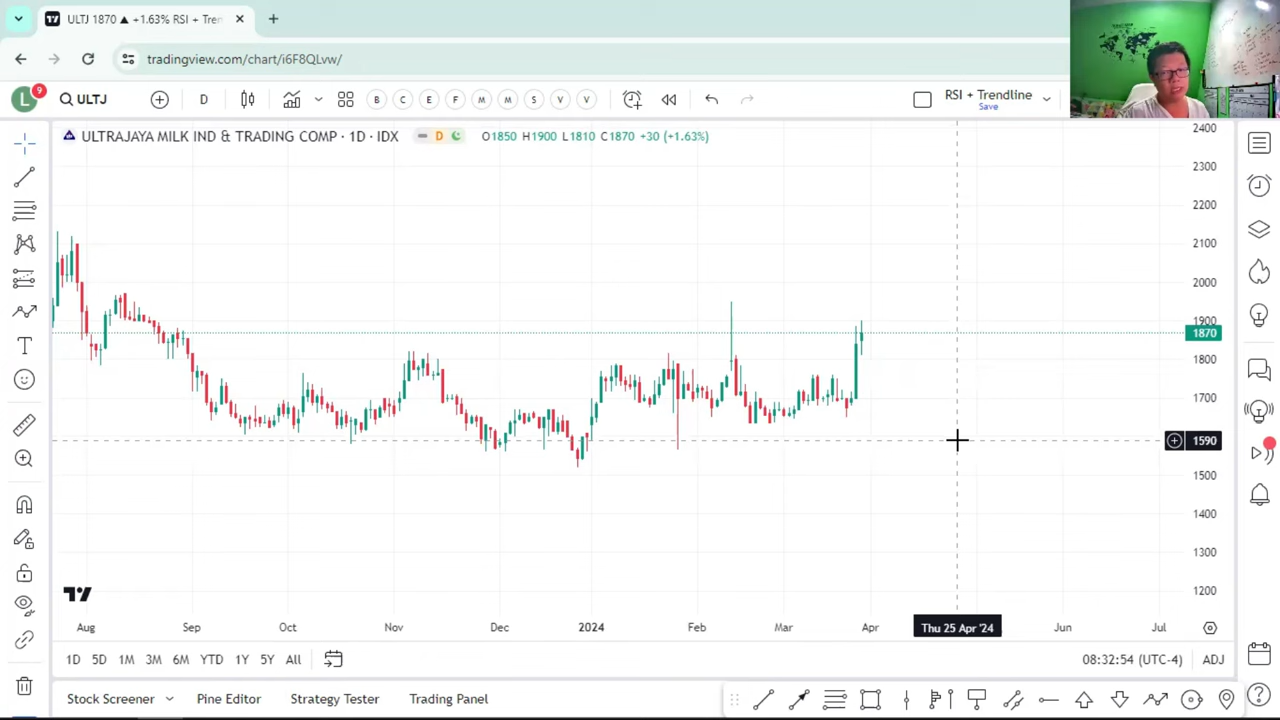 ULTJ 1870 ▲ +1.63% RSI + Tren
tradingview.com/chart/i6F8QLvw/
L 9 ULTJ D B C E F M M S V V RSI + Trendline
Save
ULTRAJAYA MILK IND & TRADING COMP · 1D · IDX D O1850 H1900 L1810 C1870 +30 (+1.63%)
2400
2300
2200
2100
2000
1900
1870
1800
1700
1590
1500
1400
1300
1200
Aug Sep Oct Nov Dec 2024 Feb Mar Apr Thu 25 Apr '24 Jun Jul
1D 5D 1M 3M 6M YTD 1Y 5Y All 08:32:54 (UTC-4) ADJ
Stock Screener Pine Editor Strategy Tester Trading Panel